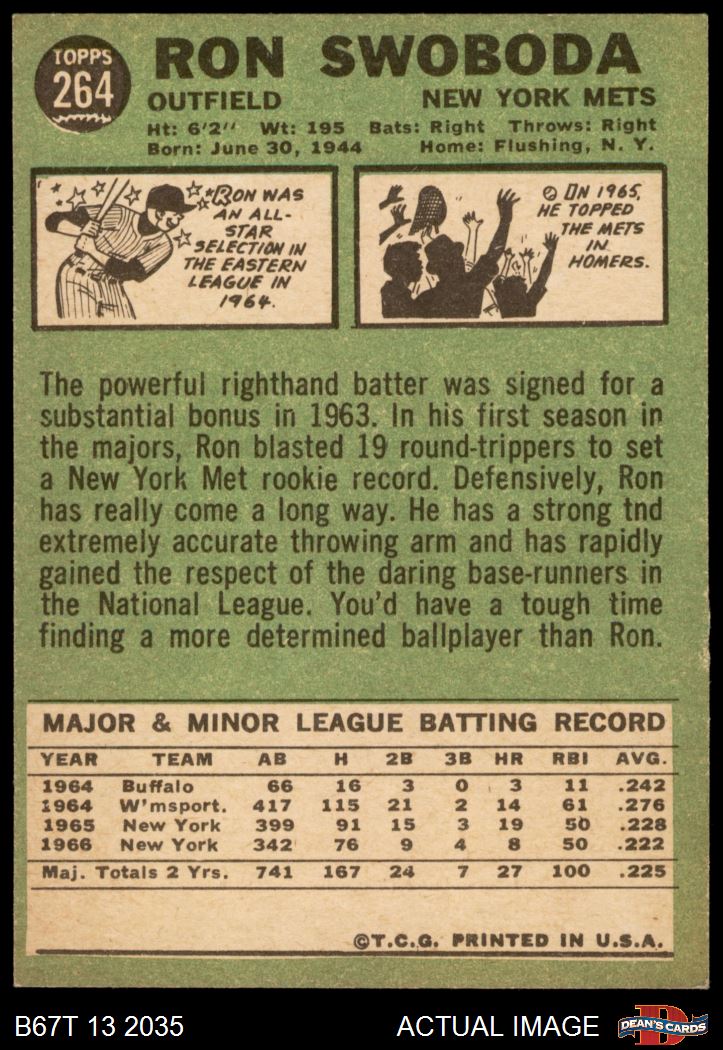 TOPPS
264
RON SWOBODA
OUTFIELD NEW YORK METS
Ht: 6'2" Wt: 195 Bats: Right Throws: Right
Born: June 30, 1944 Home: Flushing, N. Y.
RON WAS
AN ALL-
STAR
SELECTION IN
THE EASTERN
LEAGUE IN
1964.
IN 1965,
HE TOPPED
THE METS
IN
HOMERS.
The powerful righthand batter was signed for a
substantial bonus in 1963. In his first season in
the majors, Ron blasted 19 round-trippers to set
a New York Met rookie record. Defensively, Ron
has really come a long way. He has a strong tnd
extremely accurate throwing arm and has rapidly
gained the respect of the daring base-runners in
the National League. You'd have a tough time
finding a more determined ballplayer than Ron.
MAJOR & MINOR LEAGUE BATTING RECORD
YEAR TEAM AB H 2B 3B HR RBI AVG.
1964 Buffalo 66 16 3 0 3 11 .242
1964 W'msport. 417 115 21 2 14 61 .276
1965 New York 399 91 15 3 19 50 .228
1966 New York 342 76 9 4 8 50 .222
Maj. Totals 2 Yrs. 741 167 24 7 27 100 .225
©T.C.G. PRINTED IN U.S.A.
B67T 13 2035 ACTUAL IMAGE
D
DEAN'S CARDS